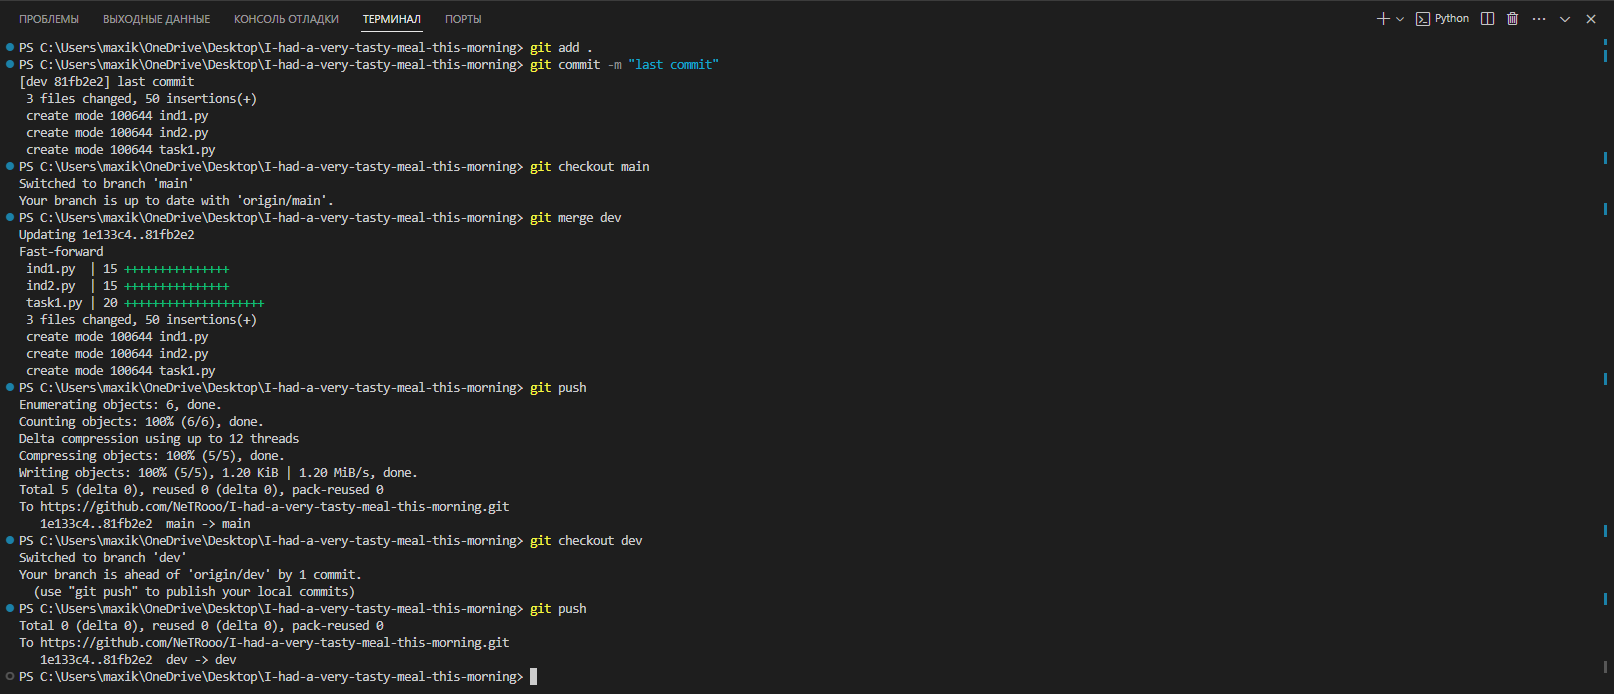 ПРОБЛЕМЫ ВЫХОДНЫЕ ДАННЫЕ КОНСОЛЬ ОТЛАДКИ ТЕРМИНАЛ ПОРТЫ Python
PS C:\Users\maxik\OneDrive\Desktop\I-had-a-very-tasty-meal-this-morning> git add .
PS C:\Users\maxik\OneDrive\Desktop\I-had-a-very-tasty-meal-this-morning> git commit -m "last commit"
[dev 81fb2e2] last commit
 3 files changed, 50 insertions(+)
 create mode 100644 ind1.py
 create mode 100644 ind2.py
 create mode 100644 task1.py
PS C:\Users\maxik\OneDrive\Desktop\I-had-a-very-tasty-meal-this-morning> git checkout main
Switched to branch 'main'
Your branch is up to date with 'origin/main'.
PS C:\Users\maxik\OneDrive\Desktop\I-had-a-very-tasty-meal-this-morning> git merge dev
Updating 1e133c4..81fb2e2
Fast-forward
 ind1.py  | 15 +++++++++++++++
 ind2.py  | 15 +++++++++++++++
 task1.py | 20 ++++++++++++++++++++
 3 files changed, 50 insertions(+)
 create mode 100644 ind1.py
 create mode 100644 ind2.py
 create mode 100644 task1.py
PS C:\Users\maxik\OneDrive\Desktop\I-had-a-very-tasty-meal-this-morning> git push
Enumerating objects: 6, done.
Counting objects: 100% (6/6), done.
Delta compression using up to 12 threads
Compressing objects: 100% (5/5), done.
Writing objects: 100% (5/5), 1.20 KiB | 1.20 MiB/s, done.
Total 5 (delta 0), reused 0 (delta 0), pack-reused 0
To https://github.com/NeTRooo/I-had-a-very-tasty-meal-this-morning.git
   1e133c4..81fb2e2  main -> main
PS C:\Users\maxik\OneDrive\Desktop\I-had-a-very-tasty-meal-this-morning> git checkout dev
Switched to branch 'dev'
Your branch is ahead of 'origin/dev' by 1 commit.
  (use "git push" to publish your local commits)
PS C:\Users\maxik\OneDrive\Desktop\I-had-a-very-tasty-meal-this-morning> git push
Total 0 (delta 0), reused 0 (delta 0), pack-reused 0
To https://github.com/NeTRooo/I-had-a-very-tasty-meal-this-morning.git
   1e133c4..81fb2e2  dev -> dev
PS C:\Users\maxik\OneDrive\Desktop\I-had-a-very-tasty-meal-this-morning>